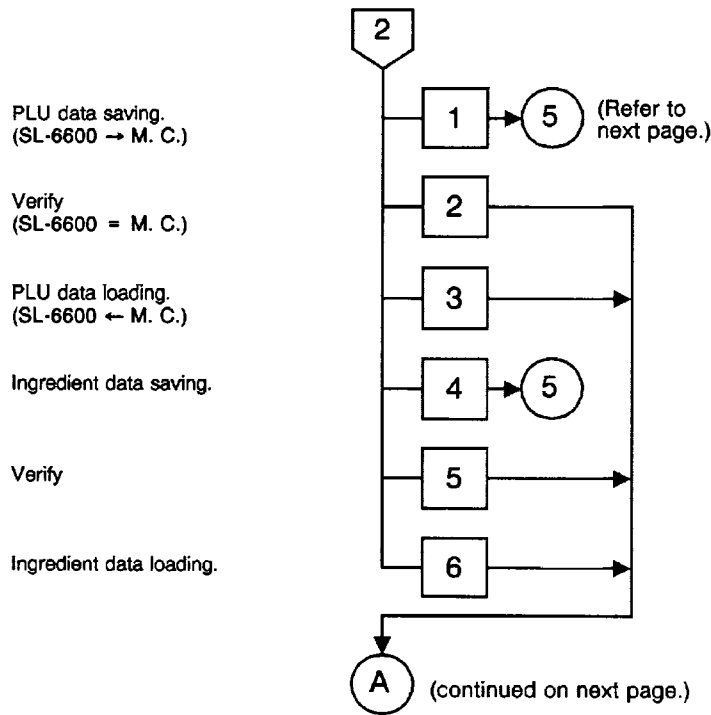 2
PLU data saving.
(SL-6600 → M. C.)
1
5
(Refer to
next page.)
Verify
(SL-6600 = M. C.)
2
PLU data loading.
(SL-6600 ← M. C.)
3
Ingredient data saving.
4
5
Verify
5
Ingredient data loading.
6
A
(continued on next page.)